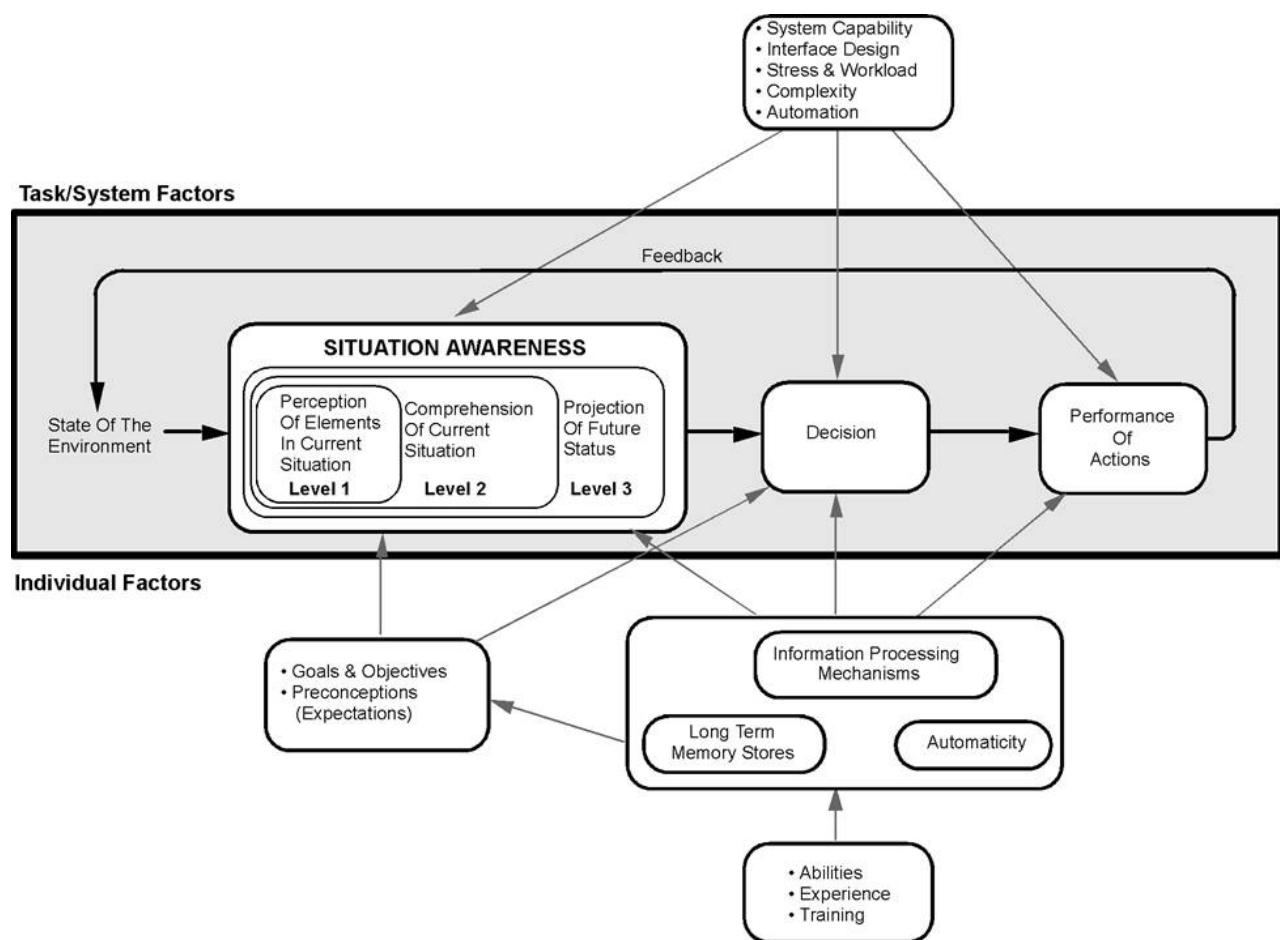 • System Capability
• Interface Design
• Stress & Workload
• Complexity
• Automation
Task/System Factors
Feedback
SITUATION AWARENESS
State Of The
Environment
Perception
Of Elements
In Current
Situation
Level 1
Comprehension
Of Current
Situation
Level 2
Projection
Of Future
Status
Level 3
Decision
Performance
Of
Actions
Individual Factors
• Goals & Objectives
• Preconceptions
(Expectations)
Information Processing
Mechanisms
Long Term
Memory Stores
Automaticity
• Abilities
• Experience
• Training